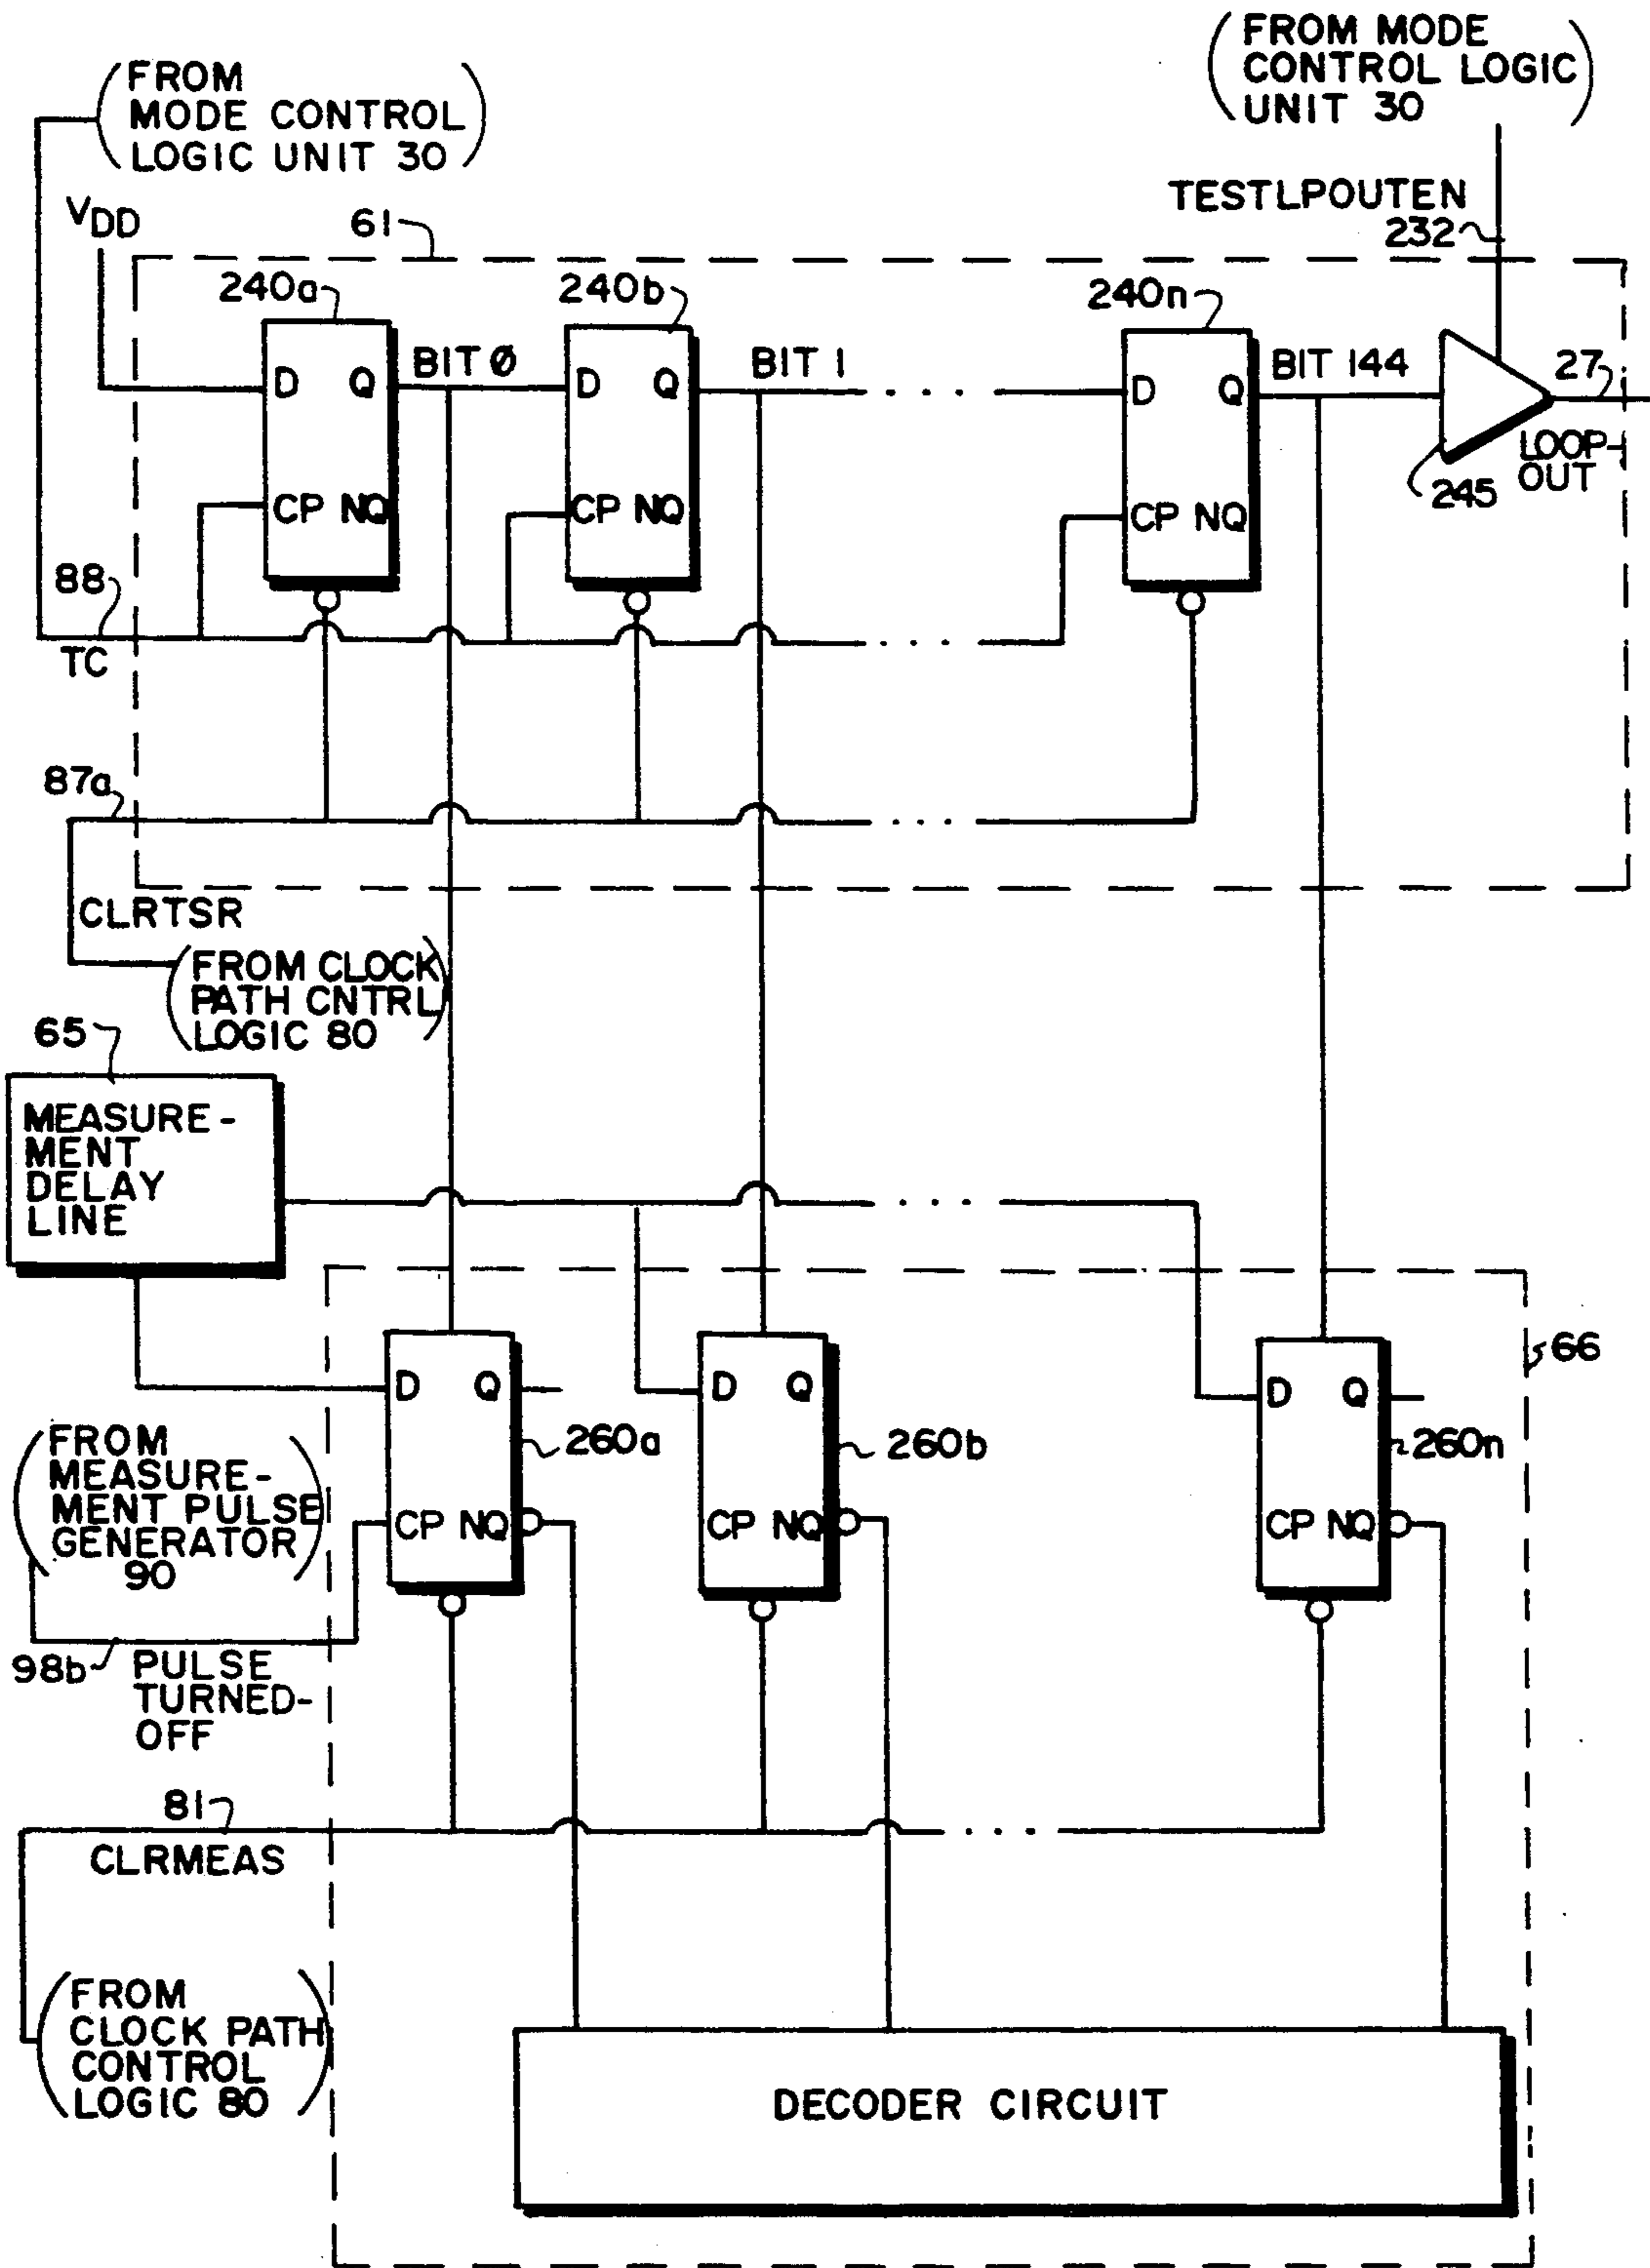 (FROM
MODE CONTROL
LOGIC UNIT 30)
(FROM MODE
CONTROL LOGIC
UNIT 30)
TESTLPOUTEN
232
VDD
61
240a
240b
240n
D Q
CP NQ
BIT Ø
D Q
CP NQ
BIT 1
. . . .
D Q
CP NQ
BIT 144
27
LOOP
OUT
245
88
TC
. . . .
87a
. . . .
CLRTSR
(FROM CLOCK
PATH CNTRL
LOGIC 80)
65
MEASURE-
MENT
DELAY
LINE
. . . .
66
D Q
CP NQ
260a
D Q
CP NQ
260b
D Q
CP NQ
260n
(FROM
MEASURE-
MENT PULSE
GENERATOR
90)
98b
PULSE
TURNED-
OFF
81
CLRMEAS
. . . .
(FROM
CLOCK PATH
CONTROL
LOGIC 80)
DECODER CIRCUIT